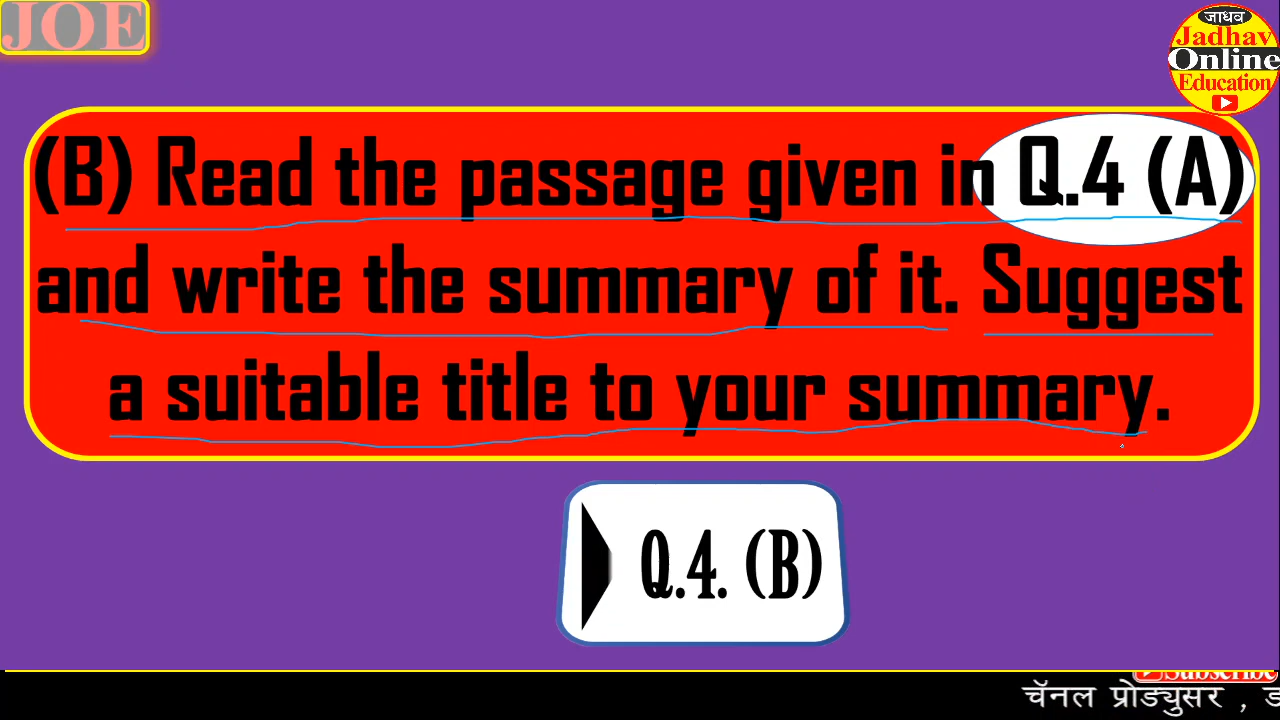 JOE
जाधव
Jadhav
Online
Education
(B) Read the passage given in Q.4 (A)
and write the summary of it. Suggest
a suitable title to your summary.
Q.4. (B)
Subscribe
चॅनल प्रोड्युसर ,